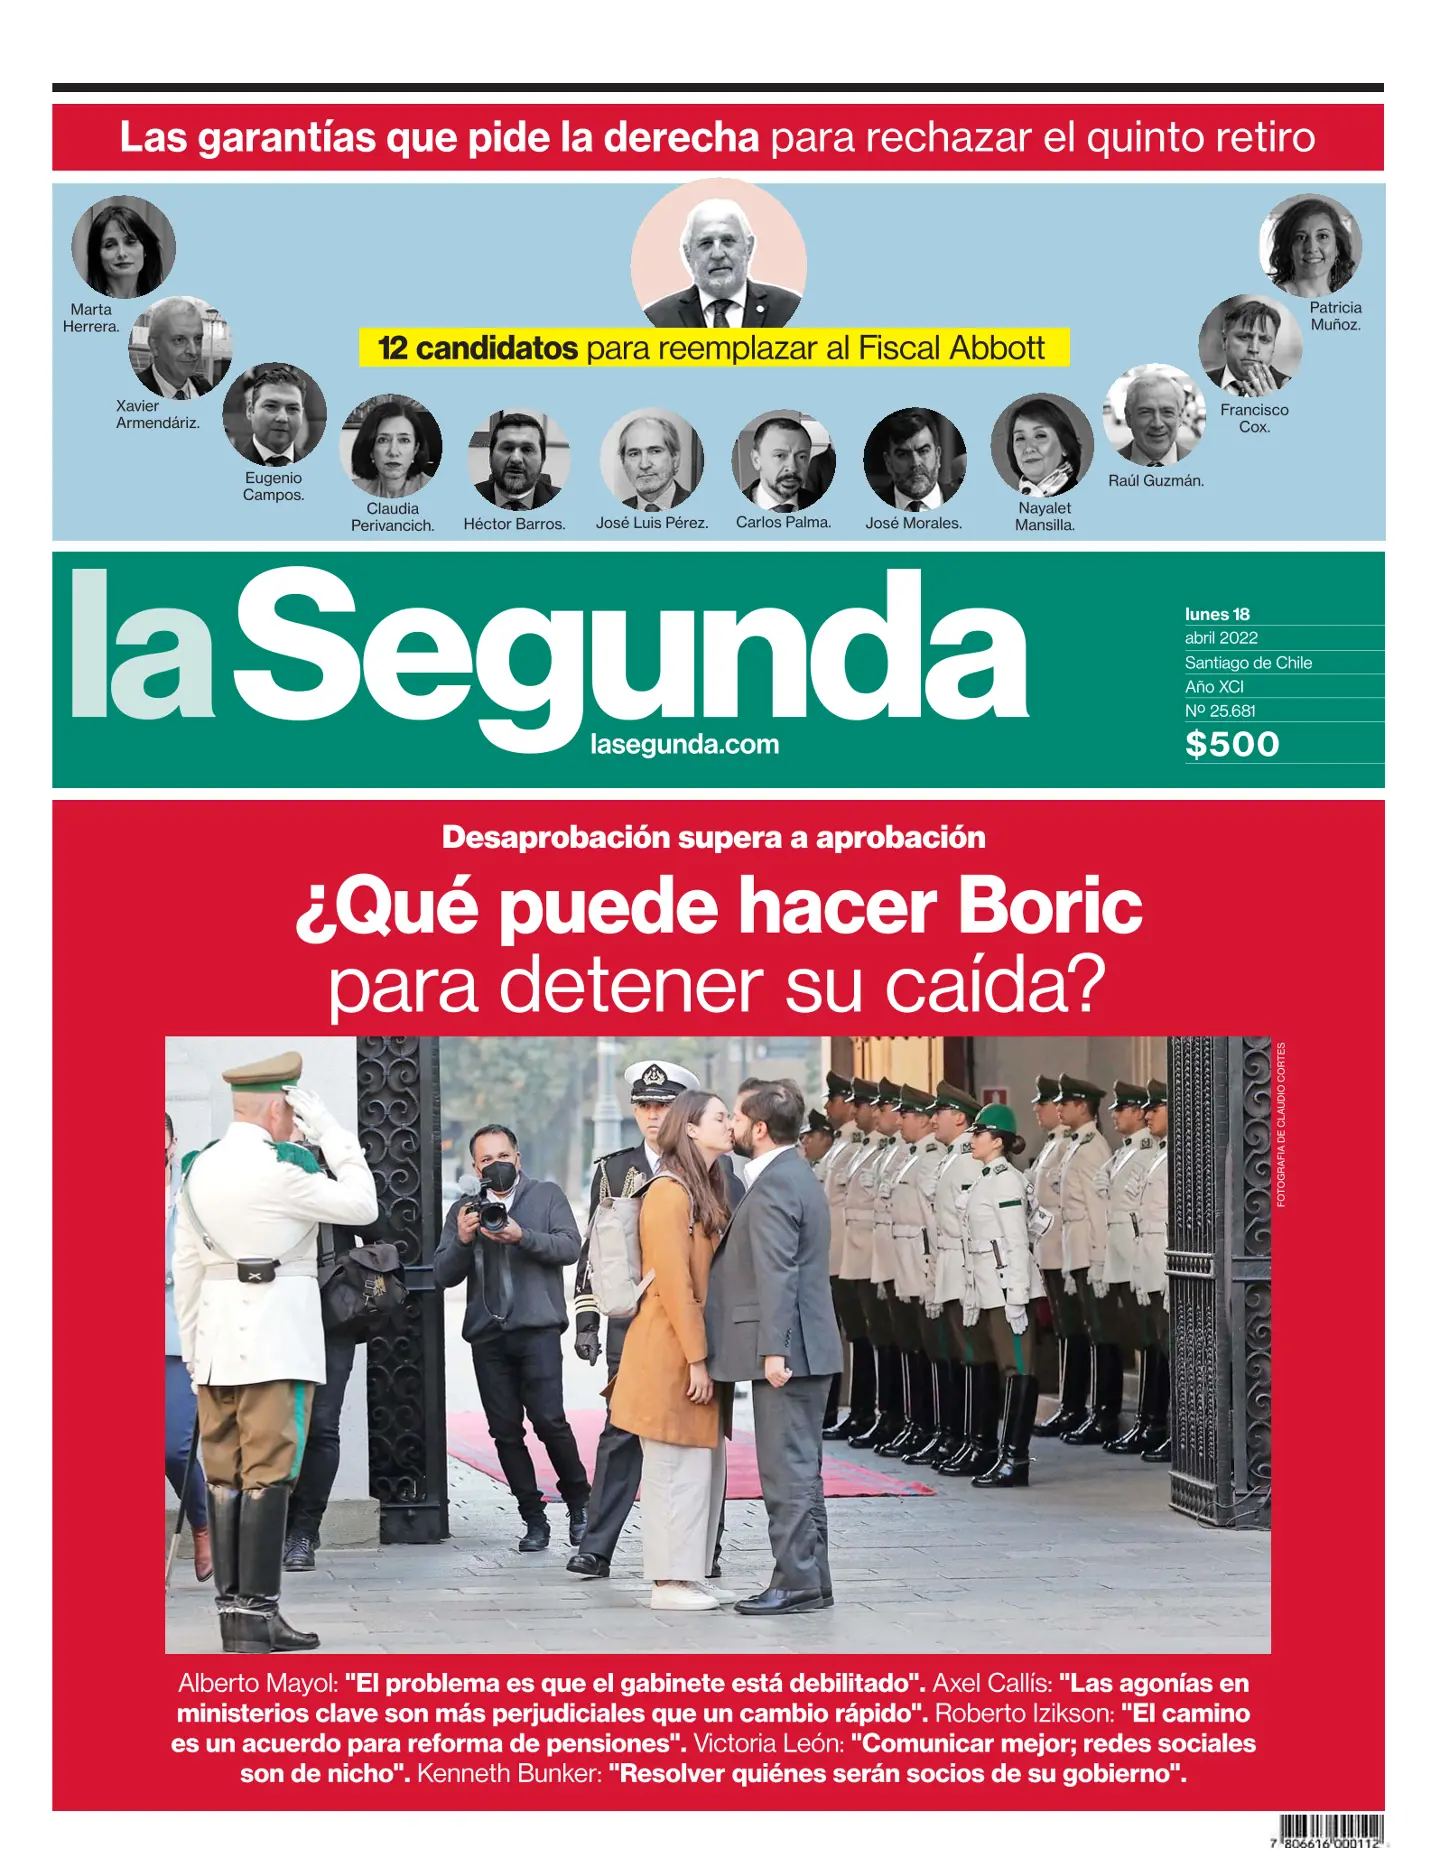 Las garantías que pide la derecha para rechazar el quinto retiro
12 candidatos para reemplazar al Fiscal Abbott
Marta
Herrera.
Xavier
Armendáriz.
Eugenio
Campos.
Claudia
Perivancich.
Héctor Barros.
José Luis Pérez.
Carlos Palma.
José Morales.
Nayalet
Mansilla.
Raúl Guzmán.
Francisco
Cox.
Patricia
Muñoz.
la Segunda
lasegunda.com
lunes 18
abril 2022
Santiago de Chile
Año XCI
Nº 25.681
$500
Desaprobación supera a aprobación
¿Qué puede hacer Boric
para detener su caída?
FOTOGRAFIA DE CLAUDIO CORTES
Alberto Mayol: "El problema es que el gabinete está debilitado". Axel Callís: "Las agonías en
ministerios clave son más perjudiciales que un cambio rápido". Roberto Izikson: "El camino
es un acuerdo para reforma de pensiones". Victoria León: "Comunicar mejor; redes sociales
son de nicho". Kenneth Bunker: "Resolver quiénes serán socios de su gobierno".
7 806616 000112